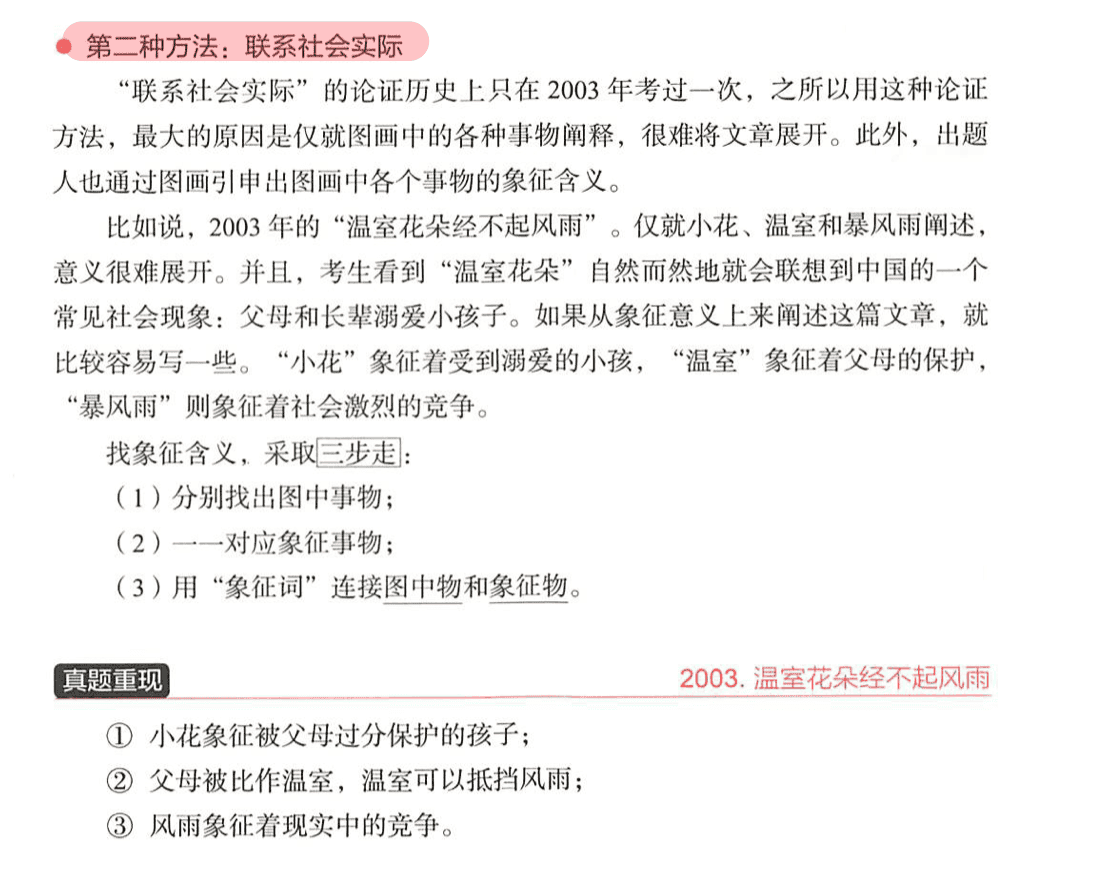 第二种方法：联系社会实际
“联系社会实际”的论证历史上只在 2003 年考过一次，之所以用这种论证
方法，最大的原因是仅就图画中的各种事物阐释，很难将文章展开。此外，出题
人也通过图画引申出图画中各个事物的象征含义。
比如说，2003 年的“温室花朵经不起风雨”。仅就小花、温室和暴风雨阐述，
意义很难展开。并且，考生看到“温室花朵”自然而然地就会联想到中国的一个
常见社会现象：父母和长辈溺爱小孩子。如果从象征意义上来阐述这篇文章，就
比较容易写一些。“小花”象征着受到溺爱的小孩，“温室”象征着父母的保护，
“暴风雨”则象征着社会激烈的竞争。
找象征含义，采取三步走：
（1）分别找出图中事物；
（2）一一对应象征事物；
（3）用“象征词”连接图中物和象征物。
真题重现
2003. 温室花朵经不起风雨
① 小花象征被父母过分保护的孩子；
② 父母被比作温室，温室可以抵挡风雨；
③ 风雨象征着现实中的竞争。